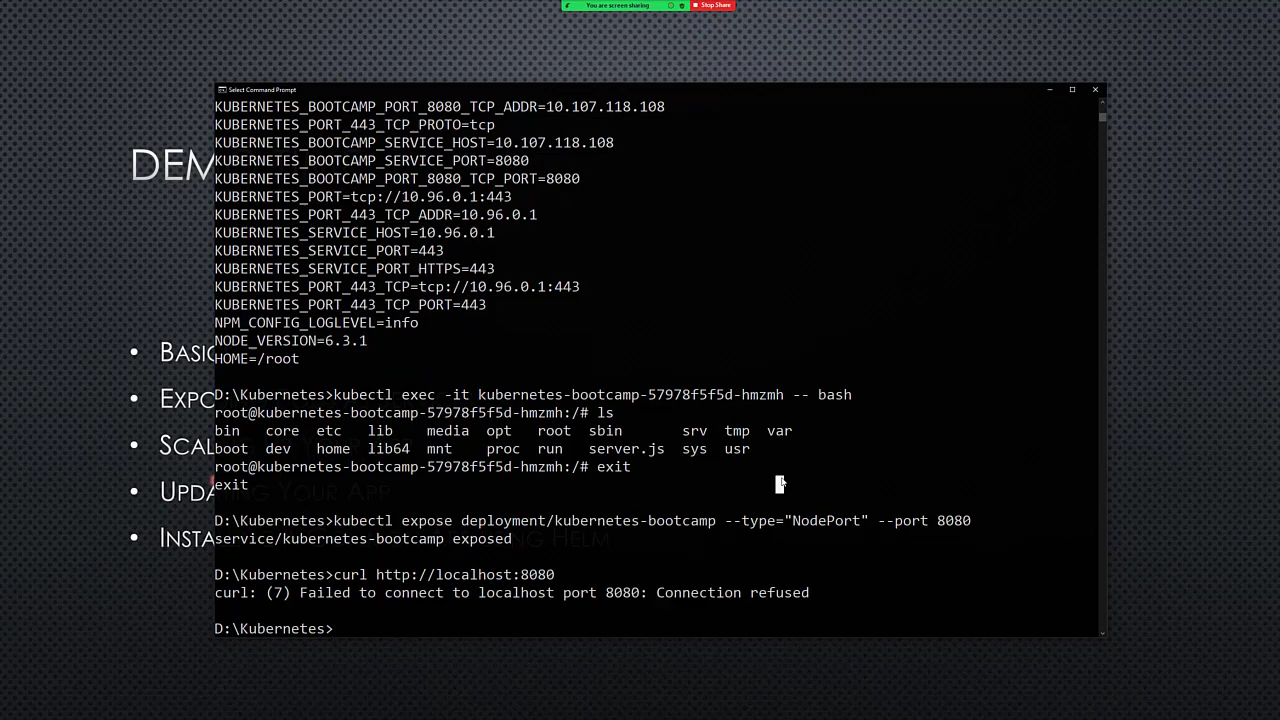 You are screen sharing
Stop Share
Select Command Prompt
KUBERNETES_BOOTCAMP_PORT_8080_TCP_ADDR=10.107.118.108
KUBERNETES_PORT_443_TCP_PROTO=tcp
KUBERNETES_BOOTCAMP_SERVICE_HOST=10.107.118.108
KUBERNETES_BOOTCAMP_SERVICE_PORT=8080
KUBERNETES_BOOTCAMP_PORT_8080_TCP_PORT=8080
KUBERNETES_PORT=tcp://10.96.0.1:443
KUBERNETES_PORT_443_TCP_ADDR=10.96.0.1
KUBERNETES_SERVICE_HOST=10.96.0.1
KUBERNETES_SERVICE_PORT=443
KUBERNETES_SERVICE_PORT_HTTPS=443
KUBERNETES_PORT_443_TCP=tcp://10.96.0.1:443
KUBERNETES_PORT_443_TCP_PORT=443
NPM_CONFIG_LOGLEVEL=info
NODE_VERSION=6.3.1
HOME=/root
D:\Kubernetes>kubectl exec -it kubernetes-bootcamp-57978f5f5d-hmzmh -- bash
root@kubernetes-bootcamp-57978f5f5d-hmzmh:/# ls
bin core etc lib media opt root sbin srv tmp var
boot dev home lib64 mnt proc run server.js sys usr
root@kubernetes-bootcamp-57978f5f5d-hmzmh:/# exit
exit
D:\Kubernetes>kubectl expose deployment/kubernetes-bootcamp --type="NodePort" --port 8080
service/kubernetes-bootcamp exposed
D:\Kubernetes>curl http://localhost:8080
curl: (7) Failed to connect to localhost port 8080: Connection refused
D:\Kubernetes>
DEM
• BASIC
• EXPO
• SCAL
• UPDATING YOUR APP
• INSTA
HELM